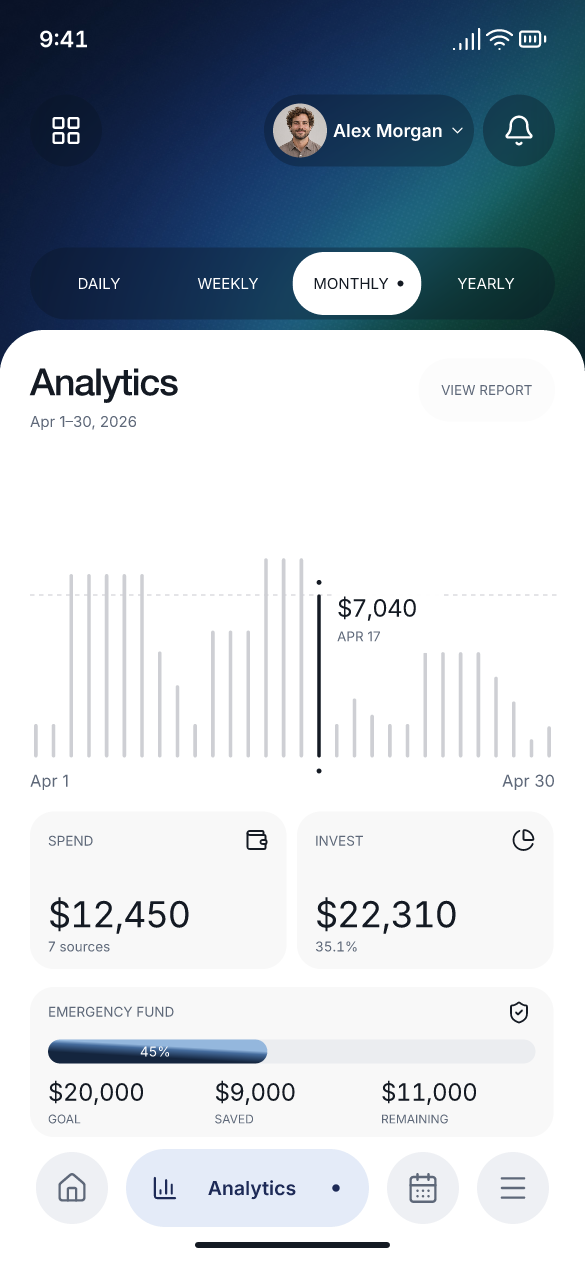 9:41
Alex Morgan
DAILY WEEKLY MONTHLY YEARLY
Analytics
VIEW REPORT
Apr 1–30, 2026
$7,040
APR 17
Apr 1 Apr 30
SPEND INVEST
$12,450 $22,310
7 sources 35.1%
EMERGENCY FUND
45%
$20,000 $9,000 $11,000
GOAL SAVED REMAINING
Analytics